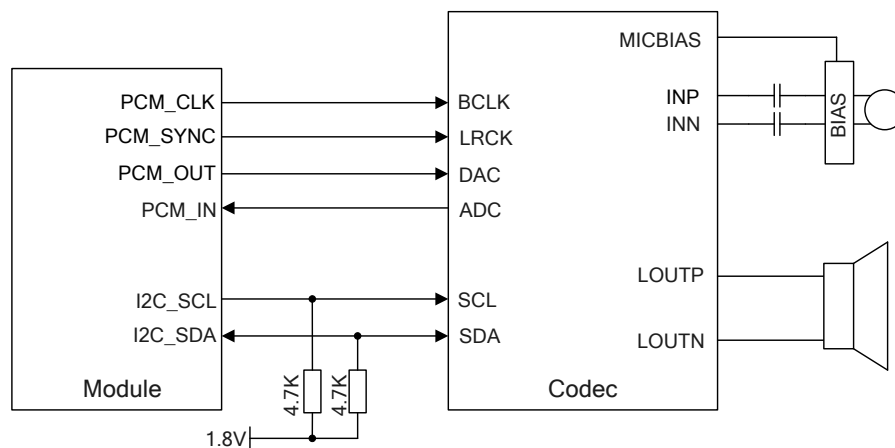 MICBIAS
PCM_CLK
BCLK
INP
BIAS
PCM_SYNC
LRCK
INN
PCM_OUT
DAC
PCM_IN
ADC
LOUTP
I2C_SCL
SCL
I2C_SDA
SDA
LOUTN
4.7K
4.7K
Module
Codec
1.8V